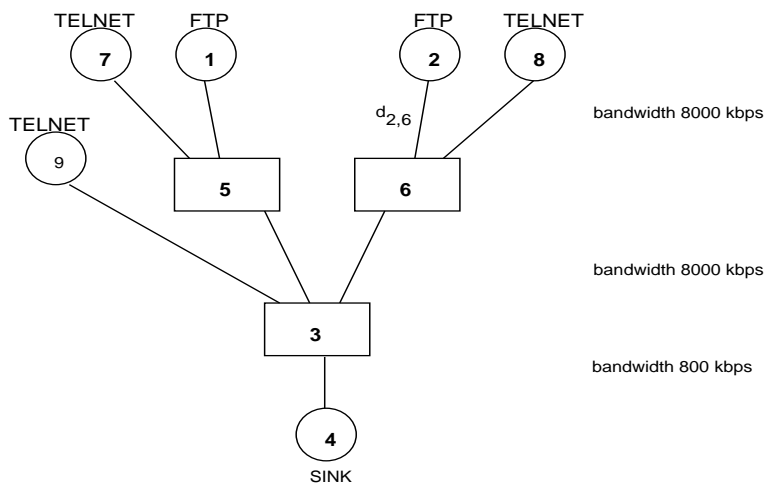 TELNET FTP FTP TELNET
7 1 2 8
d2,6
bandwidth 8000 kbps
TELNET
9
5 6
bandwidth 8000 kbps
3
bandwidth 800 kbps
4
SINK